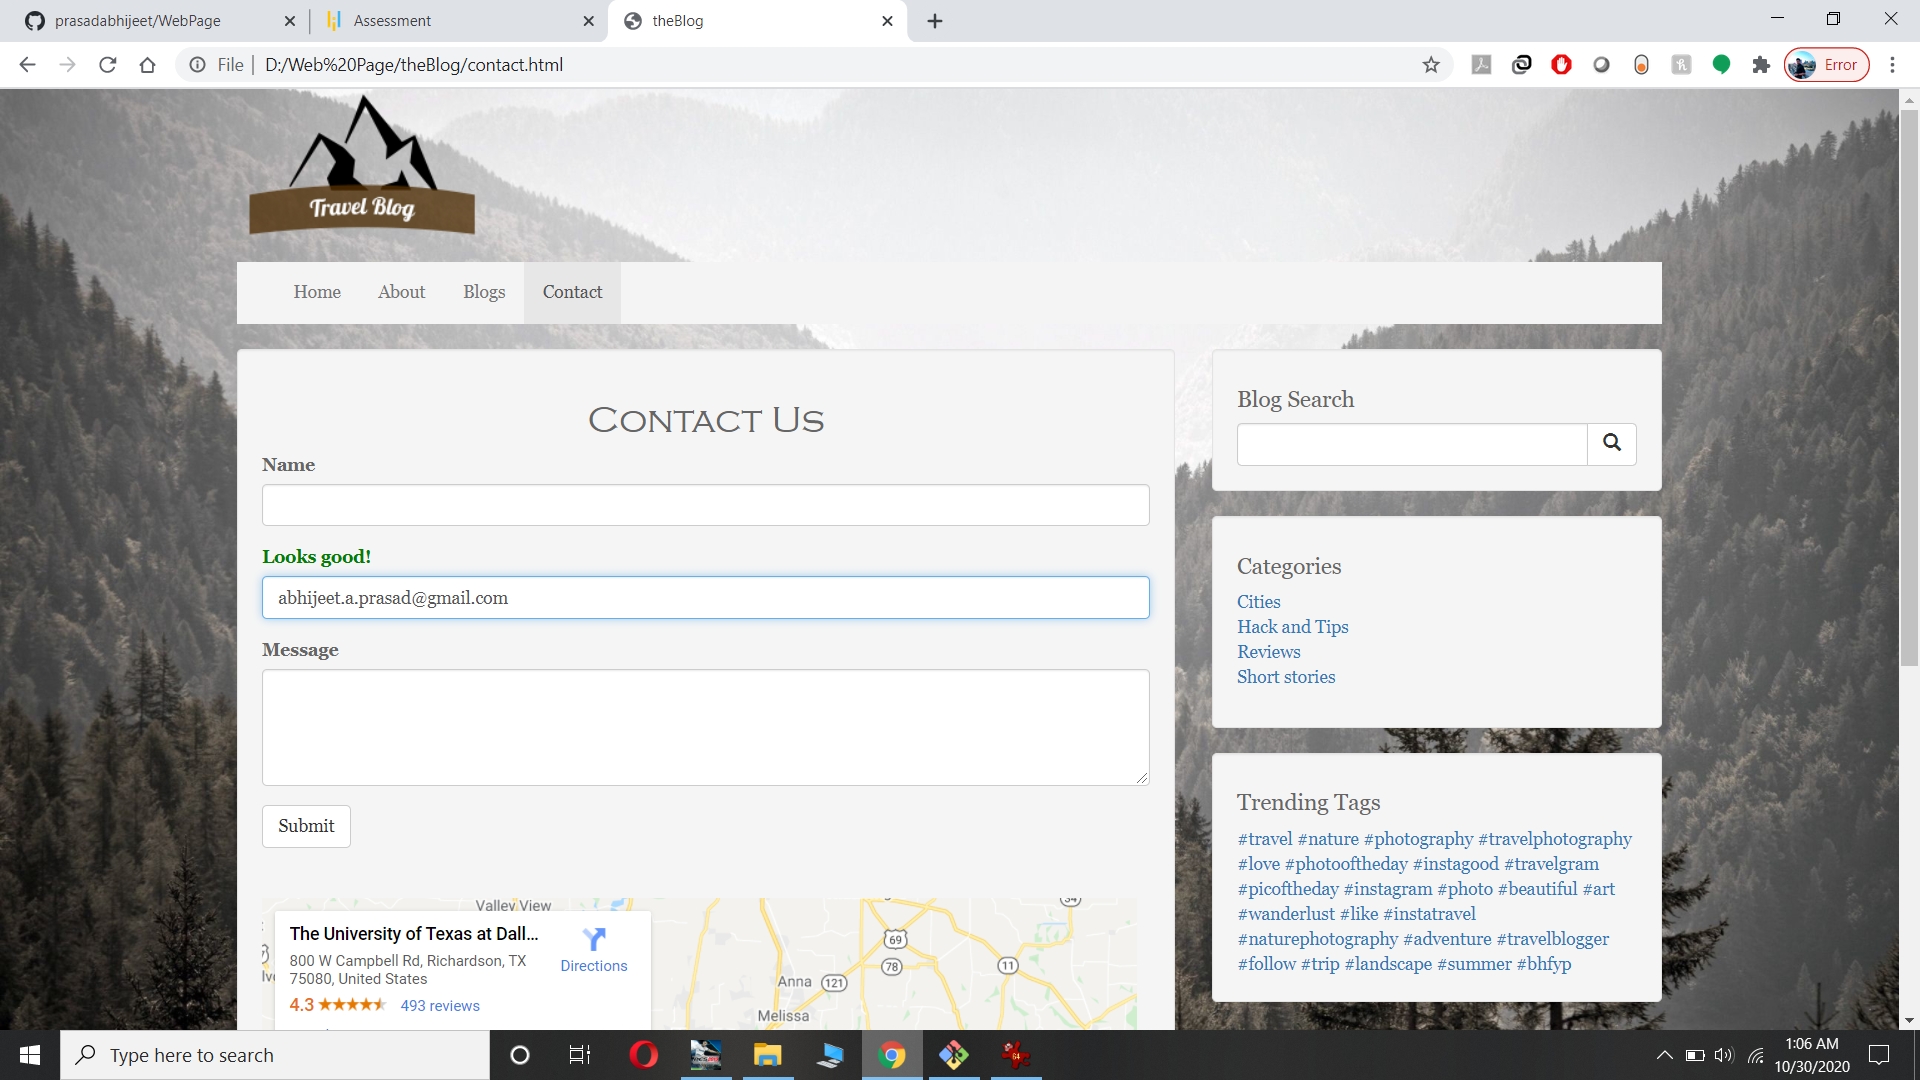 prasadabhijeet/WebPage
Assessment
theBlog
File
D:/Web%20Page/theBlog/contact.html
Error
Travel Blog
Home
About
Blogs
Contact
Contact Us
Name
Looks good!
abhijeet.a.prasad@gmail.com
Message
Submit
Valley View
The University of Texas at Dall...
Directions
800 W Campbell Rd, Richardson, TX
75080, United States
4.3
493 reviews
69
78
11
Anna
121
Melissa
Blog Search
Categories
Cities
Hack and Tips
Reviews
Short stories
Trending Tags
#travel #nature #photography #travelphotography
#love #photooftheday #instagood #travelgram
#picoftheday #instagram #photo #beautiful #art
#wanderlust #like #instatravel
#naturephotography #adventure #travelblogger
#follow #trip #landscape #summer #bhfyp
Type here to search
64
1:06 AM
10/30/2020